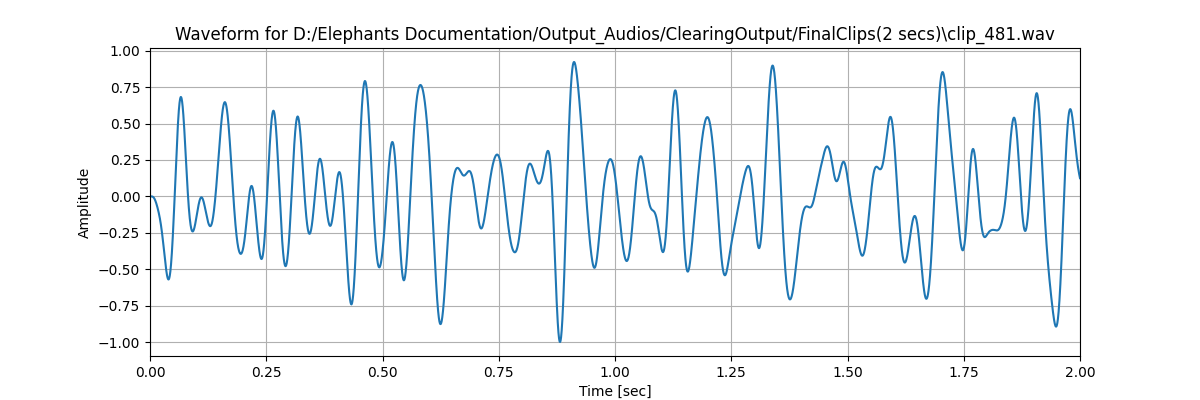 Waveform for D:/Elephants Documentation/Output_Audios/ClearingOutput/FinalClips(2 secs)\clip_481.wav
1.00
0.75
0.50
0.25
0.00
−0.25
−0.50
−0.75
−1.00
Amplitude
0.00 0.25 0.50 0.75 1.00 1.25 1.50 1.75 2.00
Time [sec]